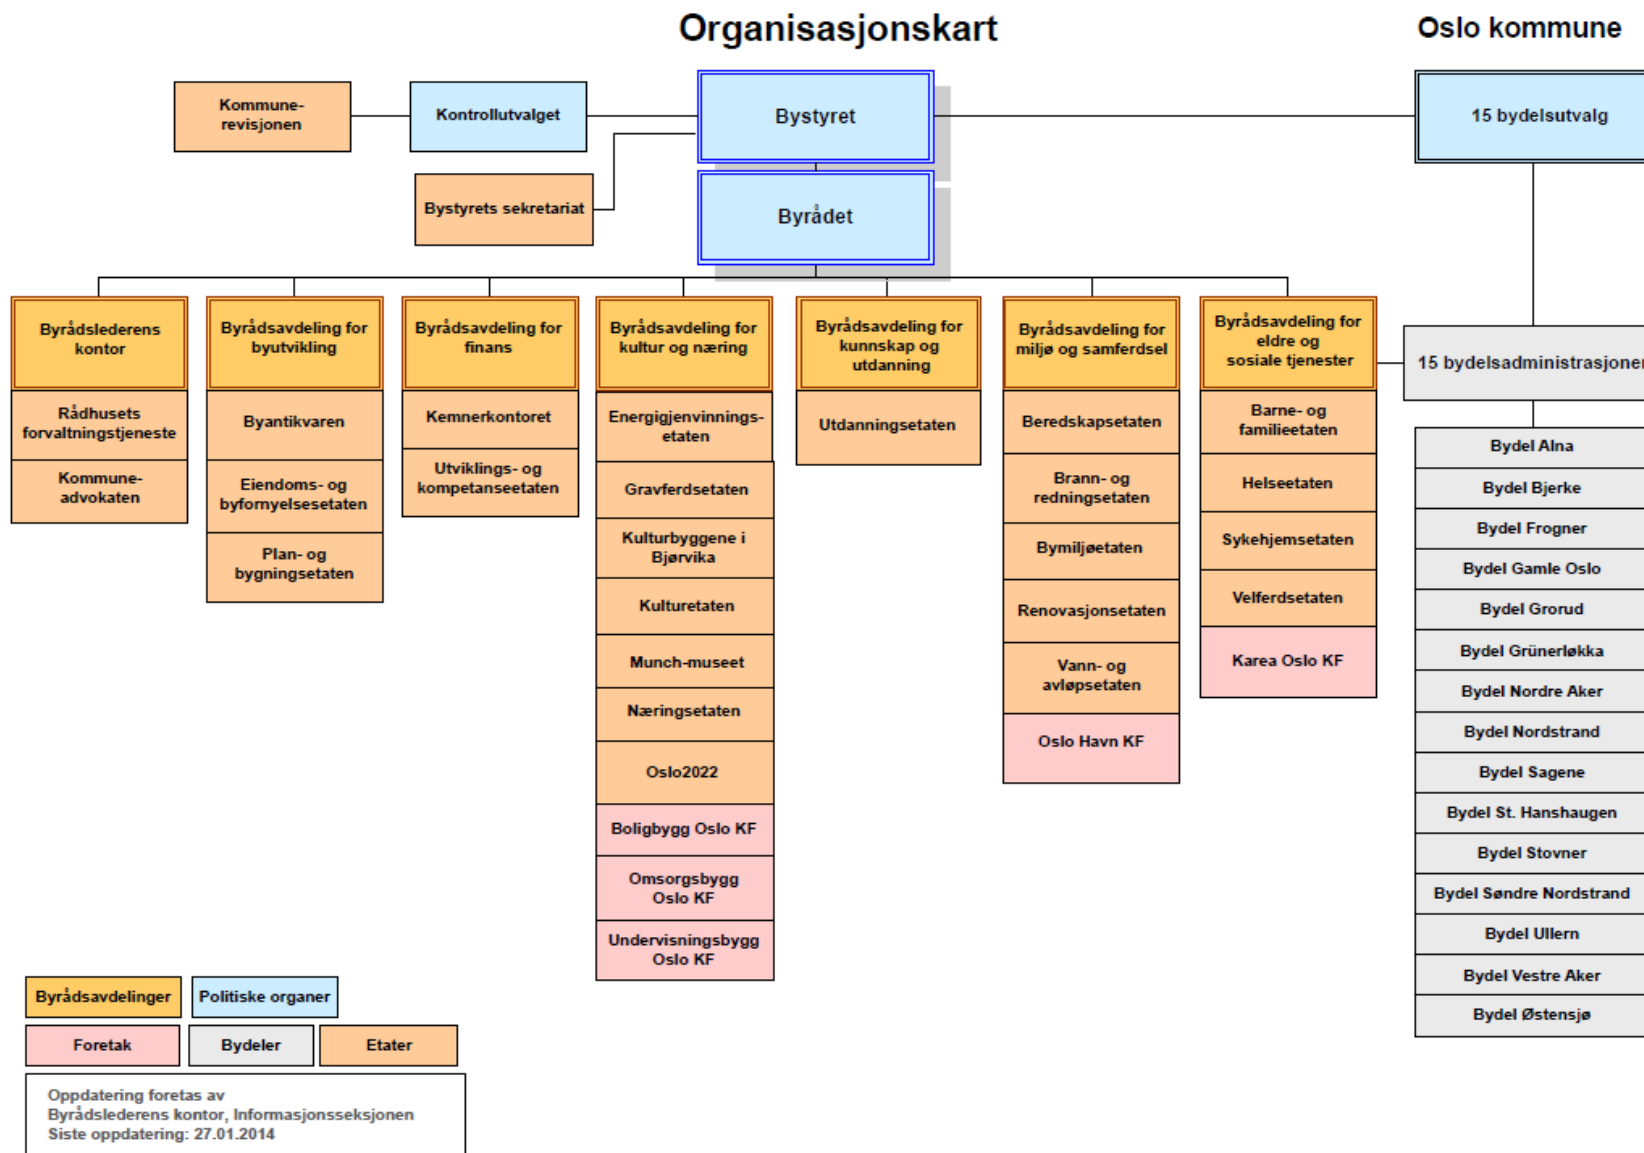 Organisasjonskart
Oslo kommune
Kommune-
revisjonen
Kontrollutvalget
Bystyret
15 bydelsutvalg
Bystyrets sekretariat
Byrådet
Byrådslederens
kontor
Rådhusets
forvaltningstjeneste
Kommune-
advokaten
Byrådsavdeling for
byutvikling
Byantikvaren
Eiendoms- og
byfornyelsesetaten
Plan- og
bygningsetaten
Byrådsavdeling for
finans
Kemnerkontoret
Utviklings- og
kompetanseetaten
Byrådsavdeling for
kultur og næring
Energigjenvinnings-
etaten
Gravferdsetaten
Kulturbyggene i
Bjørvika
Kulturetaten
Munch-museet
Næringsetaten
Oslo2022
Boligbygg Oslo KF
Omsorgsbygg
Oslo KF
Undervisningsbygg
Oslo KF
Byrådsavdeling for
kunnskap og
utdanning
Utdanningsetaten
Byrådsavdeling for
miljø og samferdsel
Beredskapsetaten
Brann- og
redningsetaten
Bymiljøetaten
Renovasjonsetaten
Vann- og
avløpsetaten
Oslo Havn KF
Byrådsavdeling for
eldre og
sosiale tjenester
Barne- og
familieetaten
Helseetaten
Sykehjemsetaten
Velferdsetaten
Karea Oslo KF
15 bydelsadministrasjoner
Bydel Alna
Bydel Bjerke
Bydel Frogner
Bydel Gamle Oslo
Bydel Grorud
Bydel Grünerløkka
Bydel Nordre Aker
Bydel Nordstrand
Bydel Sagene
Bydel St. Hanshaugen
Bydel Stovner
Bydel Søndre Nordstrand
Bydel Ullern
Bydel Vestre Aker
Bydel Østensjø
Byrådsavdelinger
Politiske organer
Foretak
Bydeler
Etater
Oppdatering foretas av
Byrådslederens kontor, Informasjonsseksjonen
Siste oppdatering: 27.01.2014